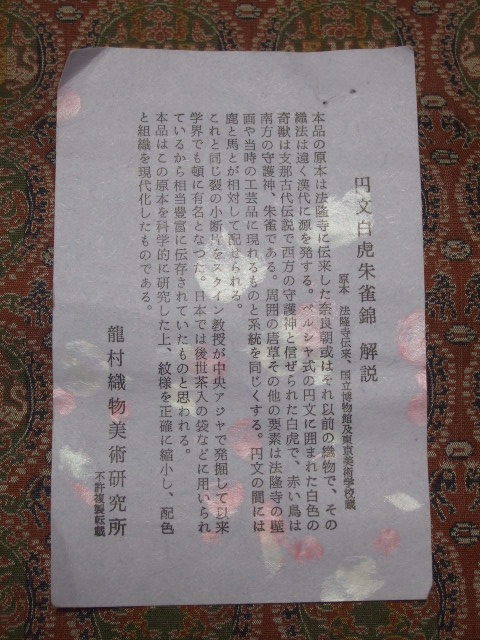 円文白虎朱雀錦　解説
原本　法隆寺伝来、国立博物館及東京美術学校蔵
本品の原本は法隆寺に伝来した奈良朝或はそれ以前の織物で、その
織法は遠く漢代に源を発する。ペルシヤ式の円文に囲まれた白色の
奇獣は支那古代伝説で西方の守護神と信ぜられた白虎で、赤い鳥は
南方の守護神、朱雀である。周囲の唐草その他の要素は法隆寺の壁
画や当時の工芸品に現れるものと系統を同じくする。円文の間には
鹿と馬とが相対して配せられる。
これと同じ裂の小断片をスタイン教授が中央アジヤで発掘して以来
学界でも頓に有名となつた。日本では後世茶入の袋などに用いられ
ているから相当豊富に伝存されていたものと思われる。
本品はこの原本を科学的に研究した上、紋様を正確に縮小し、配色
と組織を現代化したものである。
龍村織物美術研究所
不許複製転載